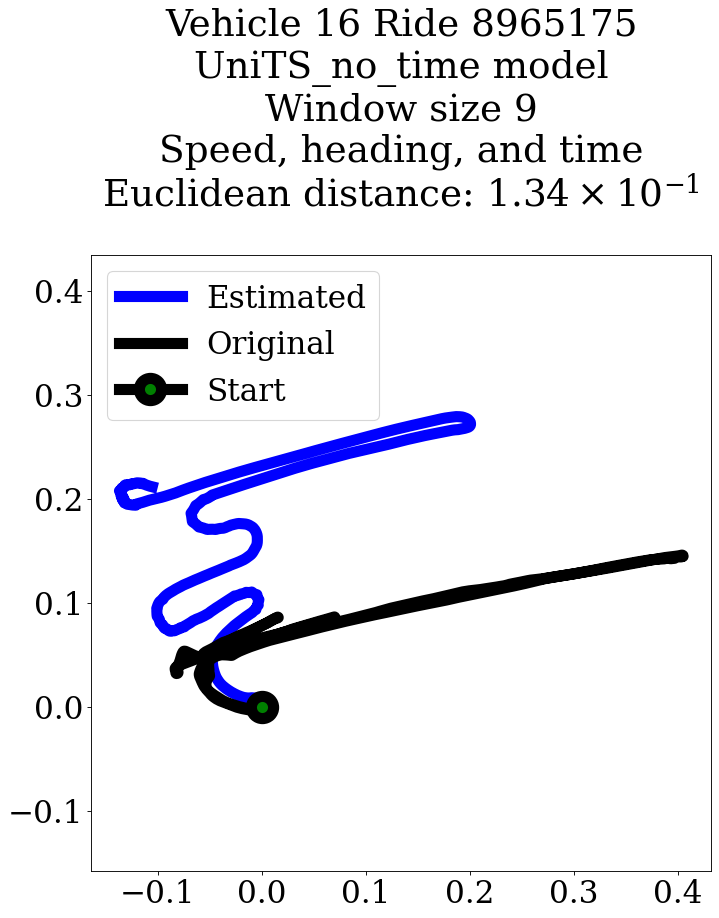 Vehicle 16 Ride 8965175
UniTS_no_time model
Window size 9
Speed, heading, and time
Euclidean distance: 1.34 × 10⁻¹
Estimated
Original
Start
0.4
0.3
0.2
0.1
0.0
−0.1
−0.1
0.0
0.1
0.2
0.3
0.4